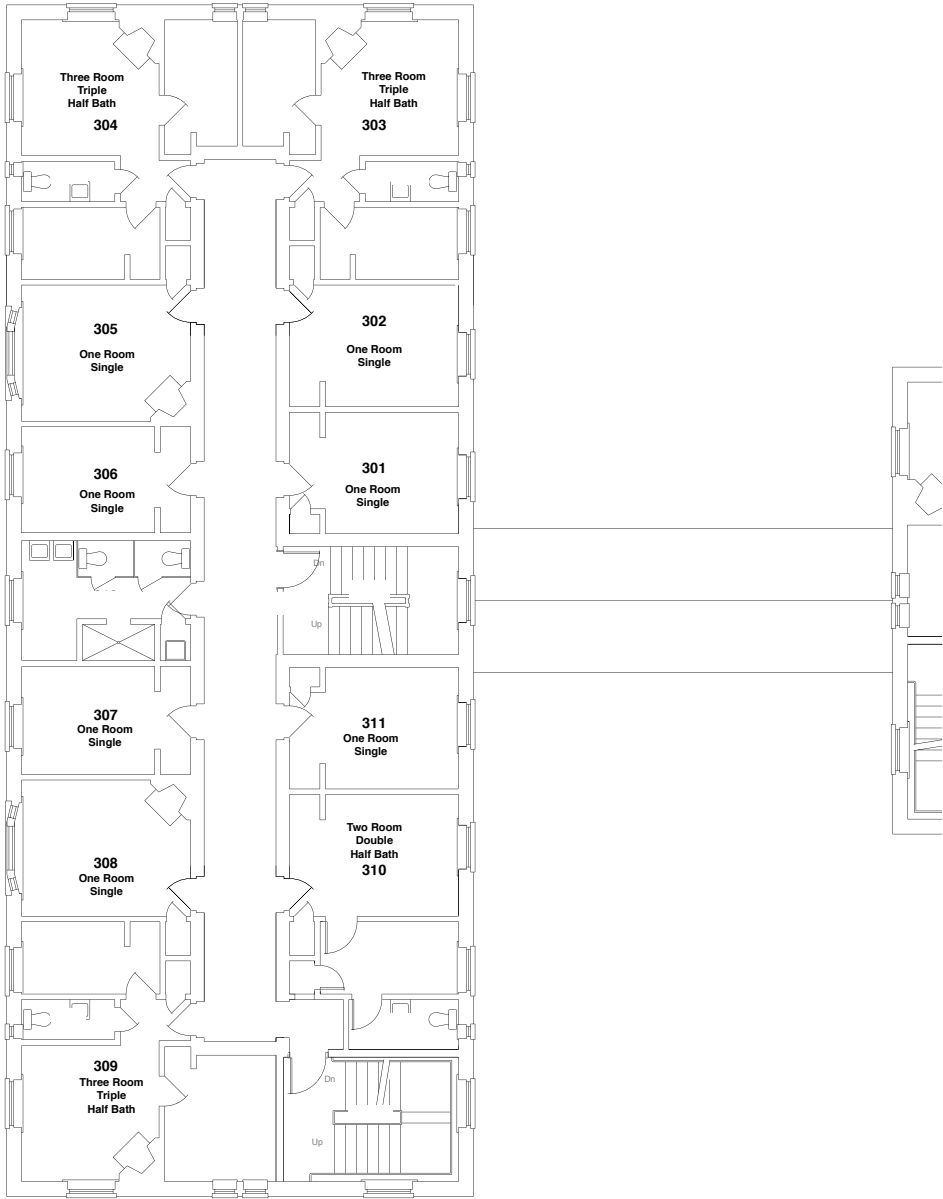 Three Room
Triple
Half Bath
304
Three Room
Triple
Half Bath
303
305
One Room
Single
302
One Room
Single
306
One Room
Single
301
One Room
Single
Dn
Up
307
One Room
Single
311
One Room
Single
308
One Room
Single
Two Room
Double
Half Bath
310
309
Three Room
Triple
Half Bath
Dn
Up